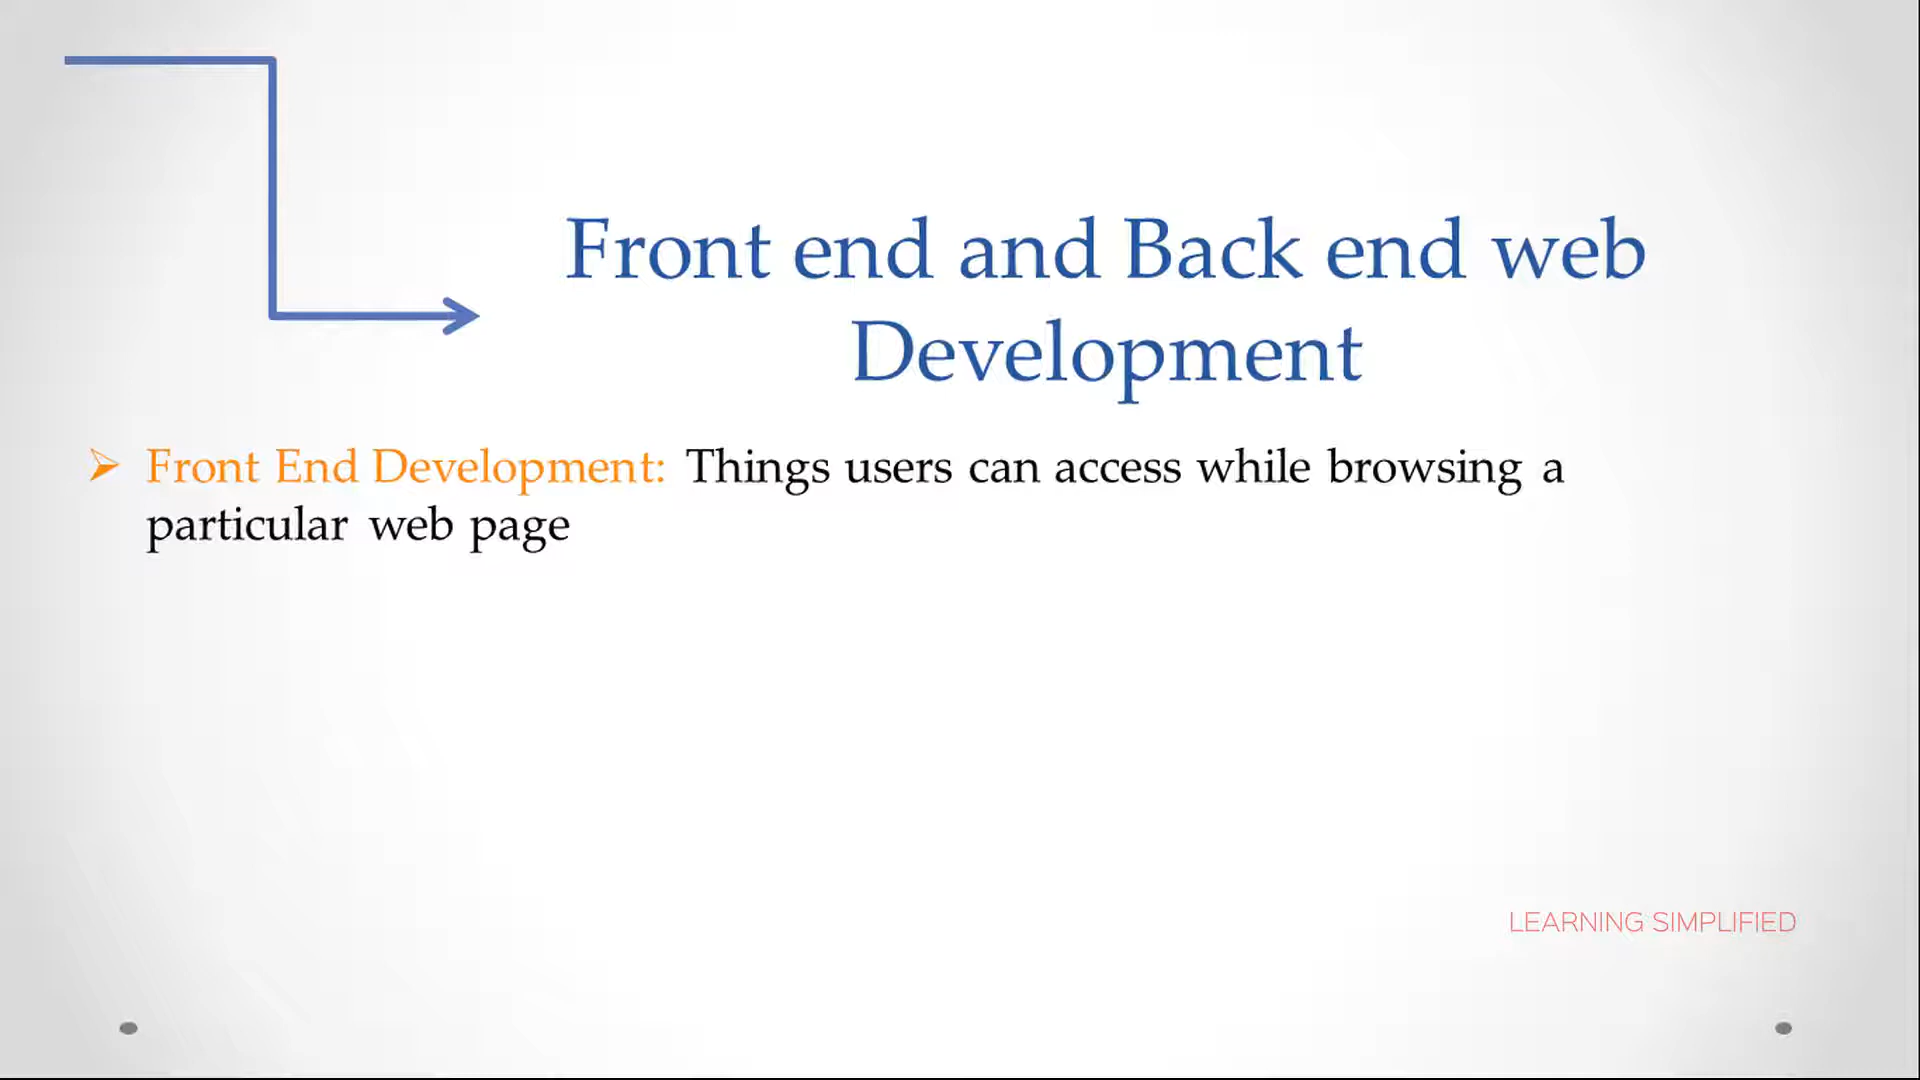 Front end and Back end web
Development
Front End Development: Things users can access while browsing a
particular web page
LEARNING SIMPLIFIED